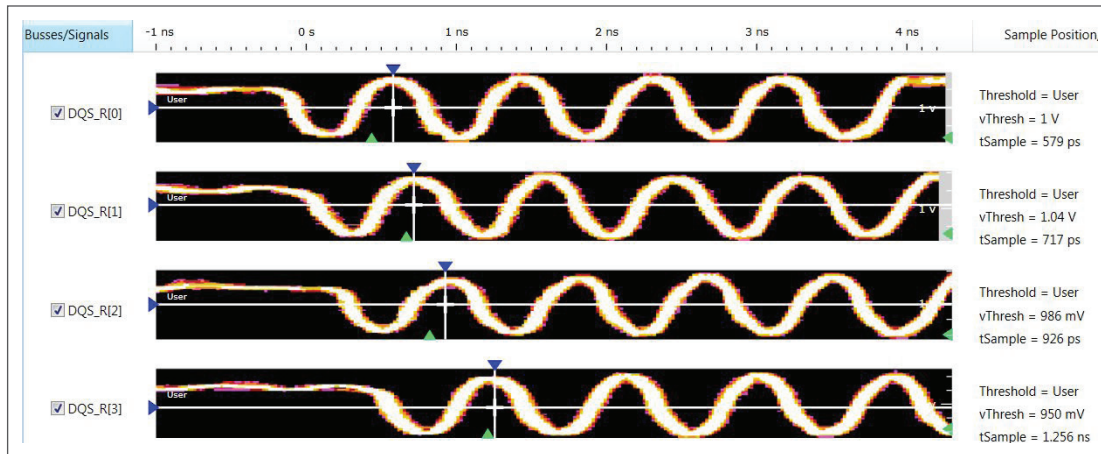 Busses/Signals
-1 ns 0 s 1 ns 2 ns 3 ns 4 ns
Sample Position,
DQS_R[0]
User
1 V
Threshold = User
vThresh = 1 V
tSample = 579 ps
DQS_R[1]
User
1 V
Threshold = User
vThresh = 1.04 V
tSample = 717 ps
DQS_R[2]
User
Threshold = User
vThresh = 986 mV
tSample = 926 ps
DQS_R[3]
User
Threshold = User
vThresh = 950 mV
tSample = 1.256 ns